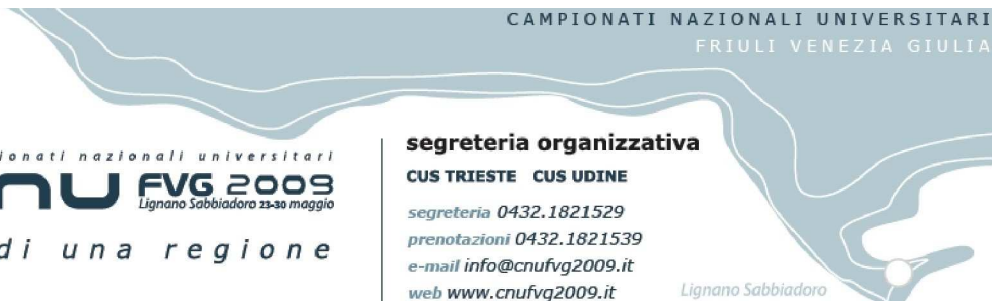 CAMPIONATI NAZIONALI UNIVERSITARI
FRIULI VENEZIA GIULIA
ionati nazionali universitari
nu FVG 2009
Lignano Sabbiadoro 23-30 maggio
di una regione
segreteria organizzativa
CUS TRIESTE CUS UDINE
segreteria 0432.1821529
prenotazioni 0432.1821539
e-mail info@cnufvg2009.it
web www.cnufvg2009.it
Lignano Sabbiadoro